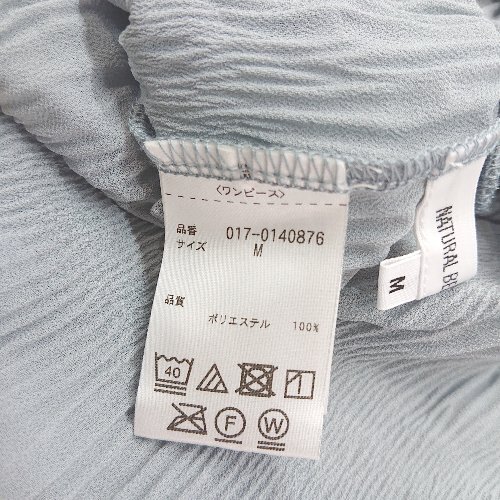 〈ワンピース〉
品番 017-0140876
サイズ M
品質
ポリエステル 100%
40
F W
NATURAL BE
M